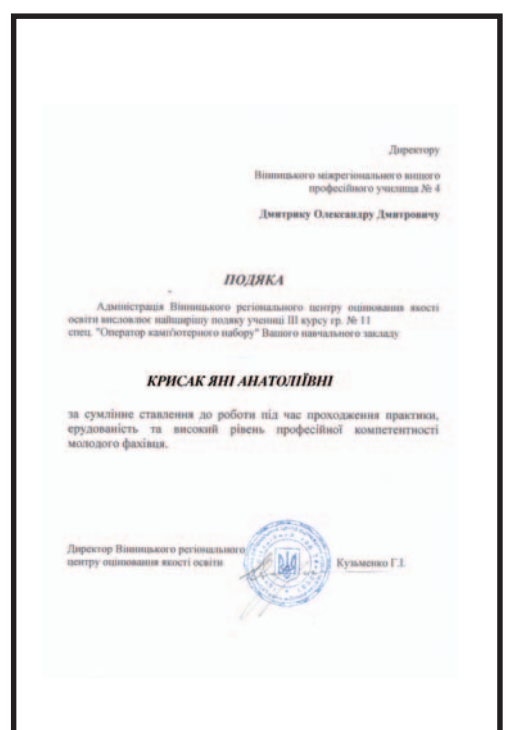 Директору
Вінницького міжрегіонального вищого
професійного училища № 4
Дмитрику Олександру Дмитровичу
ПОДЯКА
Адміністрація Вінницького регіонального центру оцінювання якості
освіти висловлює найщирішу подяку учениці ІІІ курсу гр. № 11
спец. "Оператор камп'ютерного набору" Вашого навчального закладу
КРИСАК ЯНІ АНАТОЛІЇВНІ
за сумлінне ставлення до роботи під час проходження практики,
ерудованість та високий рівень професійної компетентності
молодого фахівця.
Директор Вінницького регіонального
центру оцінювання якості освіти
Кузьменко Г.І.